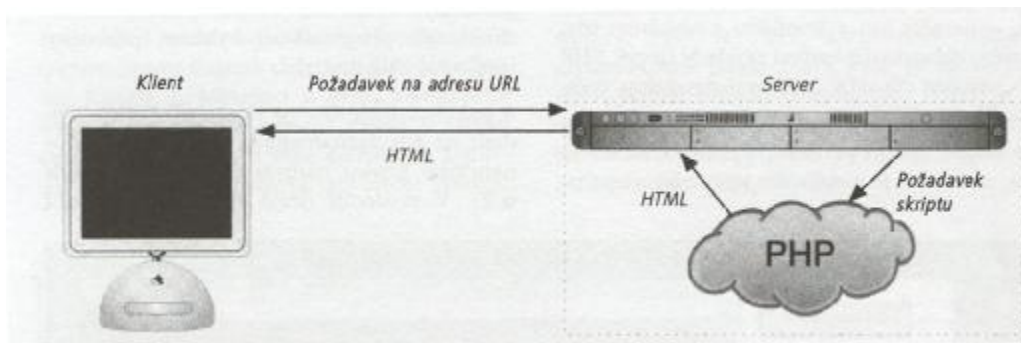 Klient
Požadavek na adresu URL
Server
HTML
HTML
Požadavek
skriptu
PHP